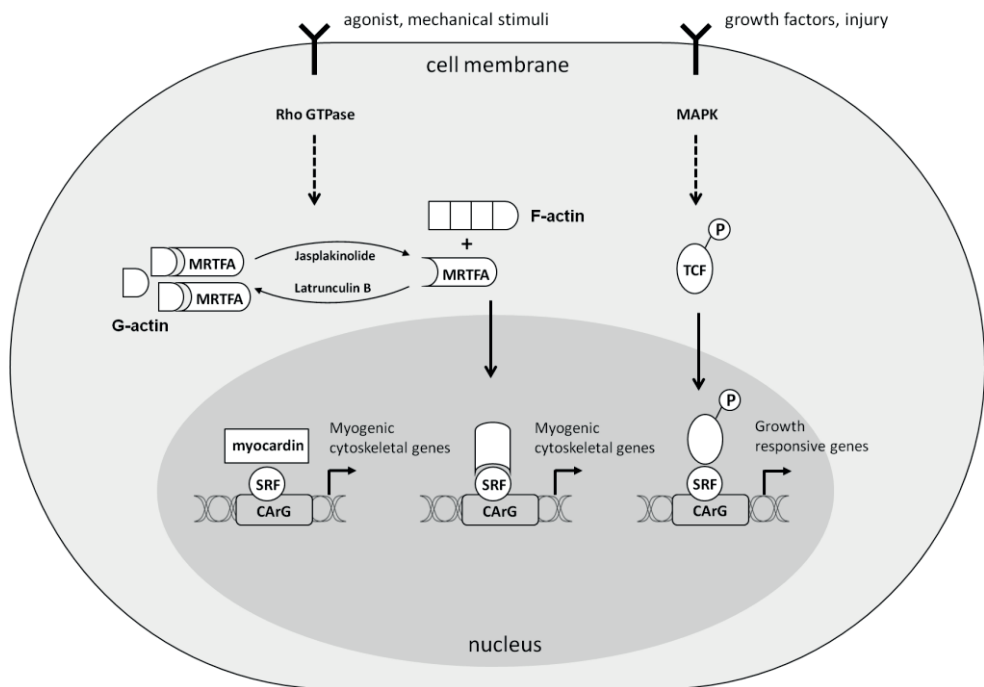 agonist, mechanical stimuli
growth factors, injury
cell membrane
Rho GTPase
MAPK
F-actin
+
P
TCF
MRTFA
Jasplakinolide
MRTFA
Latrunculin B
MRTFA
G-actin
P
myocardin
SRF
CArG
Myogenic
cytoskeletal genes
SRF
CArG
Myogenic
cytoskeletal genes
SRF
CArG
Growth
responsive genes
nucleus